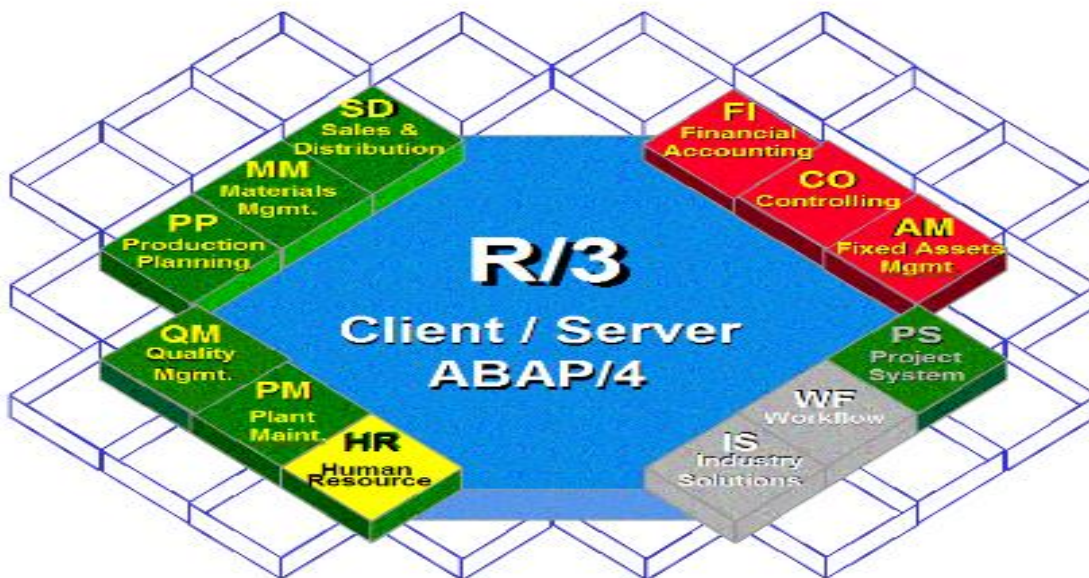 SD
Sales &
Distribution
MM
Materials
Mgmt.
PP
Production
Planning
FI
Financial
Accounting
CO
Controlling
AM
Fixed Assets
Mgmt
R/3
Client / Server
ABAP/4
QM
Quality
Mgmt.
PM
Plant
Maint.
HR
Human
Resource
PS
Project
System
WF
Workflow
IS
Industry
Solutions